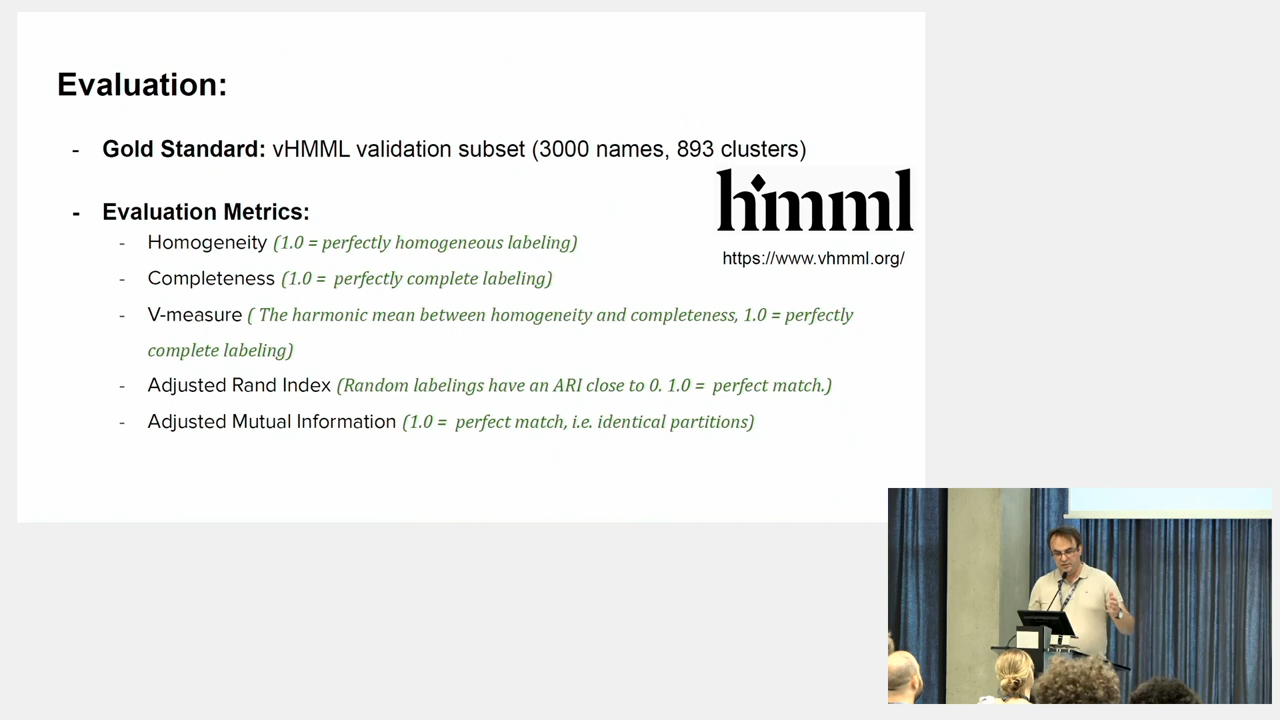 Evaluation:
- Gold Standard: vHMML validation subset (3000 names, 893 clusters)
hmml
https://www.vhmml.org/
- Evaluation Metrics:
- Homogeneity (1.0 = perfectly homogeneous labeling)
- Completeness (1.0 = perfectly complete labeling)
- V-measure ( The harmonic mean between homogeneity and completeness, 1.0 = perfectly
complete labeling)
- Adjusted Rand Index (Random labelings have an ARI close to 0. 1.0 = perfect match.)
- Adjusted Mutual Information (1.0 = perfect match, i.e. identical partitions)